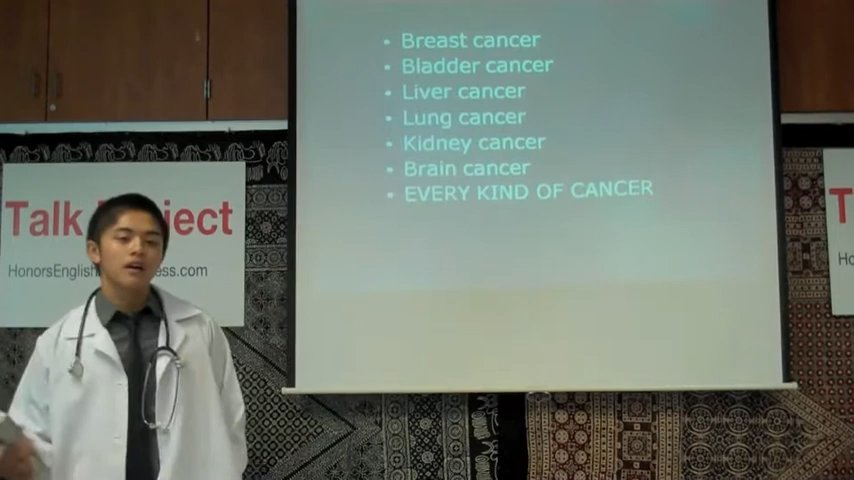 Breast cancer
Bladder cancer
Liver cancer
Lung cancer
Kidney cancer
Brain cancer
EVERY KIND OF CANCER
Talk
ject
HonorsEnglish
ss.com
T
Ho